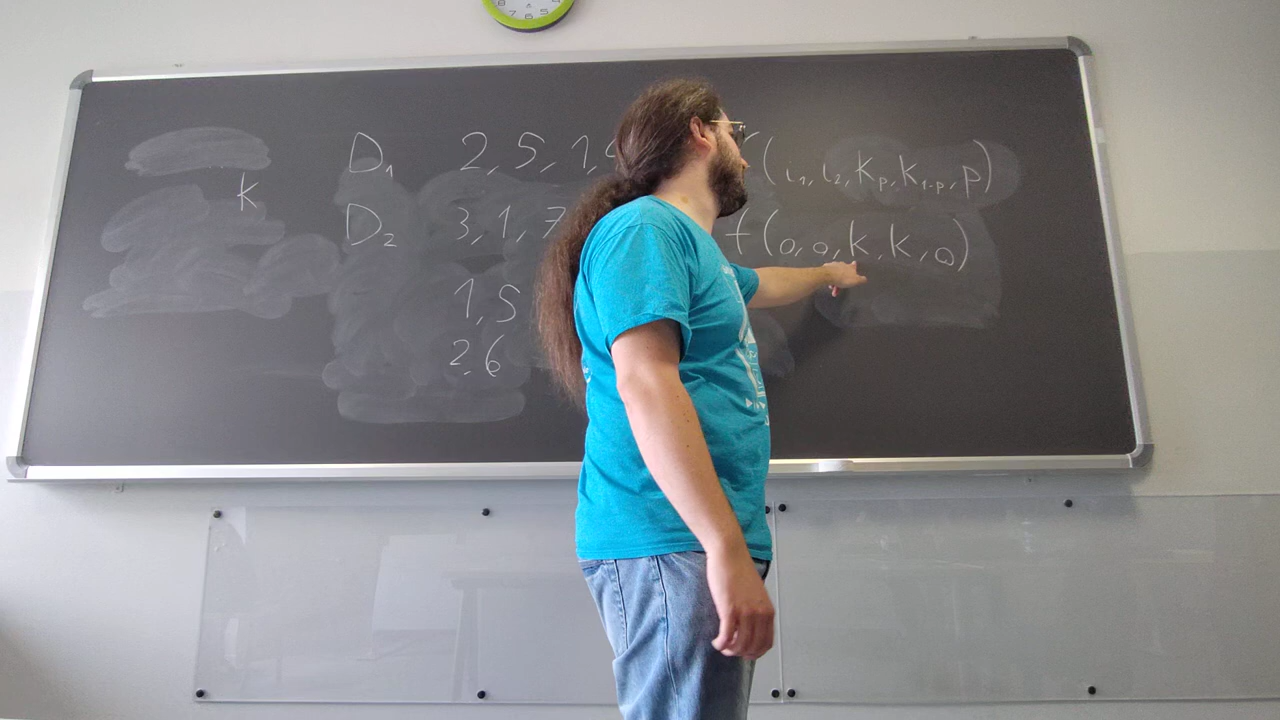 D₁ 2,5,1, (i₁, i₂, Kₚ, K₁₋ₚ, p)
k
D₂ 3,1,7 f(0,0,k,k,0)
1,5
2,6